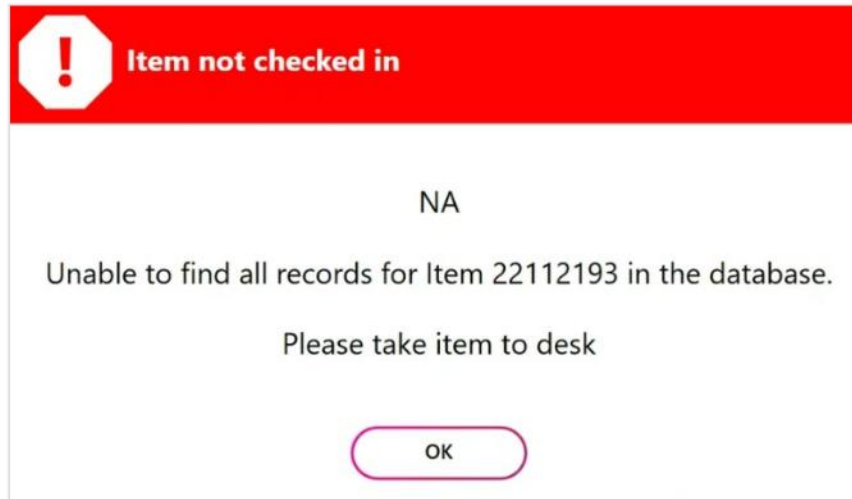 !
Item not checked in
NA
Unable to find all records for Item 22112193 in the database.
Please take item to desk
OK